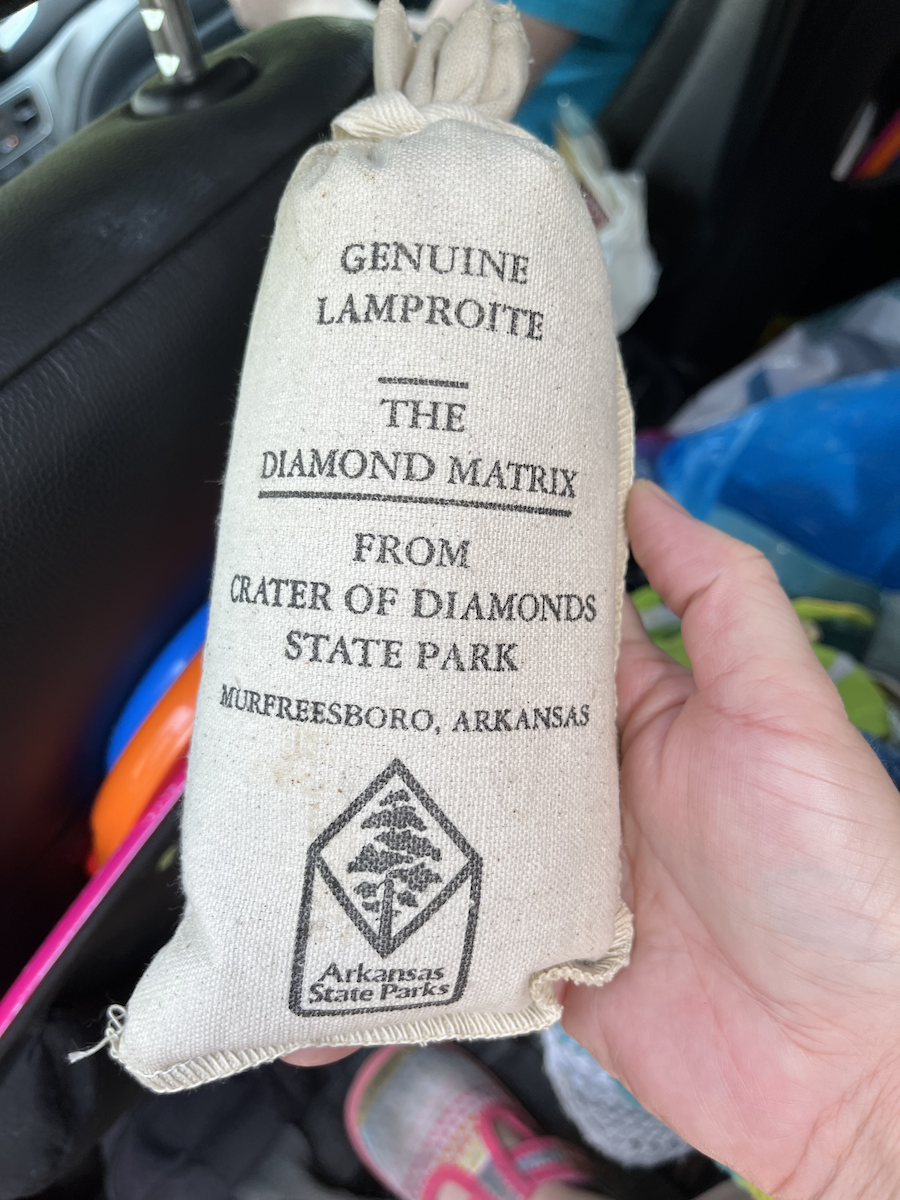 GENUINE
LAMPROITE
THE
DIAMOND MATRIX
FROM
CRATER OF DIAMONDS
STATE PARK
MURFREESBORO, ARKANSAS
Arkansas
State Parks